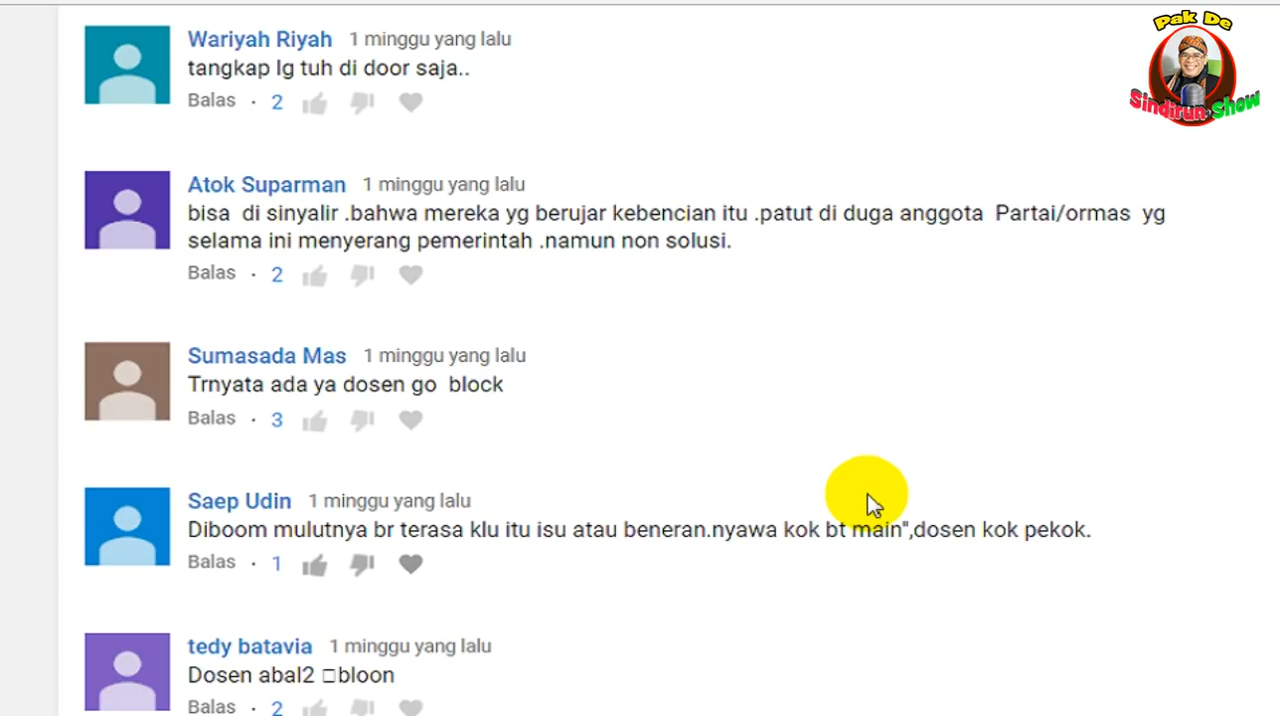 Pak De
Sindirun Show
Wariyah Riyah 1 minggu yang lalu
tangkap lg tuh di door saja..
Balas · 2
Atok Suparman 1 minggu yang lalu
bisa di sinyalir .bahwa mereka yg berujar kebencian itu .patut di duga anggota Partai/ormas yg
selama ini menyerang pemerintah .namun non solusi.
Balas · 2
Sumasada Mas 1 minggu yang lalu
Trnyata ada ya dosen go block
Balas · 3
Saep Udin 1 minggu yang lalu
Diboom mulutnya br terasa klu itu isu atau beneran.nyawa kok bt main",dosen kok pekok.
Balas · 1
tedy batavia 1 minggu yang lalu
Dosen abal2 □bloon
Balas · 2